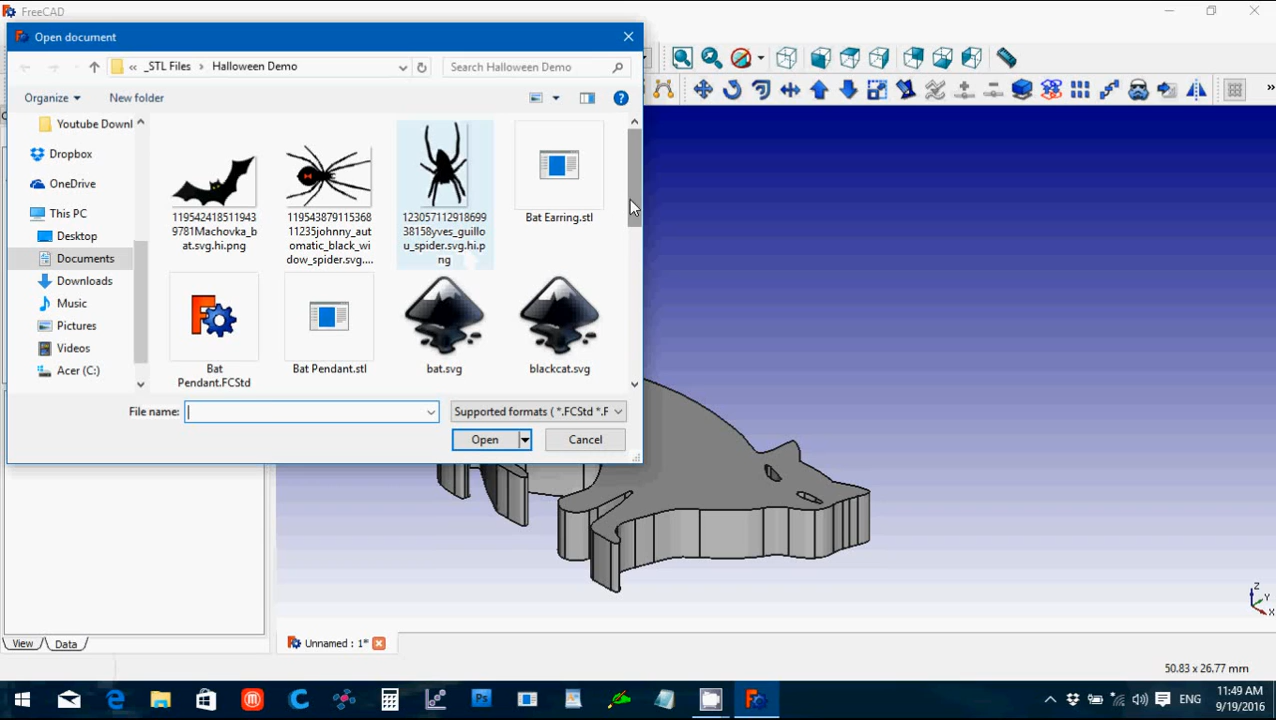 FreeCAD
Open document
« _STL Files › Halloween Demo
Search Halloween Demo
Organize
New folder
Youtube Downl
Dropbox
OneDrive
This PC
Desktop
Documents
Downloads
Music
Pictures
Videos
Acer (C:)
119542418511943
9781Machovka_b
at.svg.hi.png
119543879115368
11235johnny_aut
omatic_black_wi
dow_spider.svg....
123057112918699
38158yves_guillo
u_spider.svg.hi.p
ng
Bat Earring.stl
Bat
Pendant.FCStd
Bat Pendant.stl
bat.svg
blackcat.svg
File name:
Supported formats ( *.FCStd *.F
Open
Cancel
Z
Y
X
View
Data
Unnamed : 1*
50.83 x 26.77 mm
ENG
11:49 AM
9/19/2016